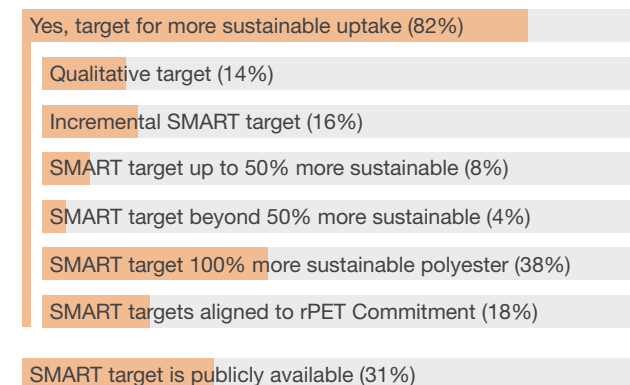 Yes, target for more sustainable uptake (82%)
Qualitative target (14%)
Incremental SMART target (16%)
SMART target up to 50% more sustainable (8%)
SMART target beyond 50% more sustainable (4%)
SMART target 100% more sustainable polyester (38%)
SMART targets aligned to rPET Commitment (18%)
SMART target is publicly available (31%)